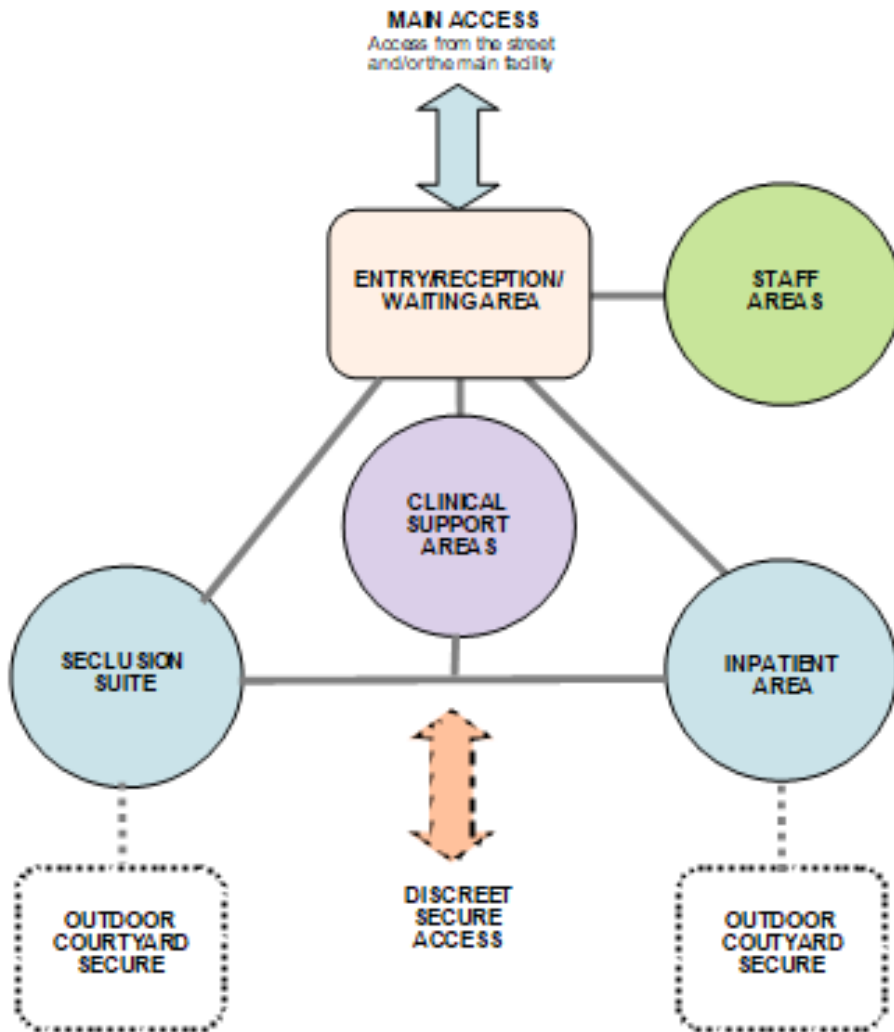 MAIN ACCESS
Access from the street
and/or the main facility
ENTRY/RECEPTION/
WAITING AREA
STAFF
AREAS
CLINICAL
SUPPORT
AREAS
SECLUSION
SUITE
INPATIENT
AREA
OUTDOOR
COURTYARD
SECURE
DISCREET
SECURE
ACCESS
OUTDOOR
COUTYARD
SECURE